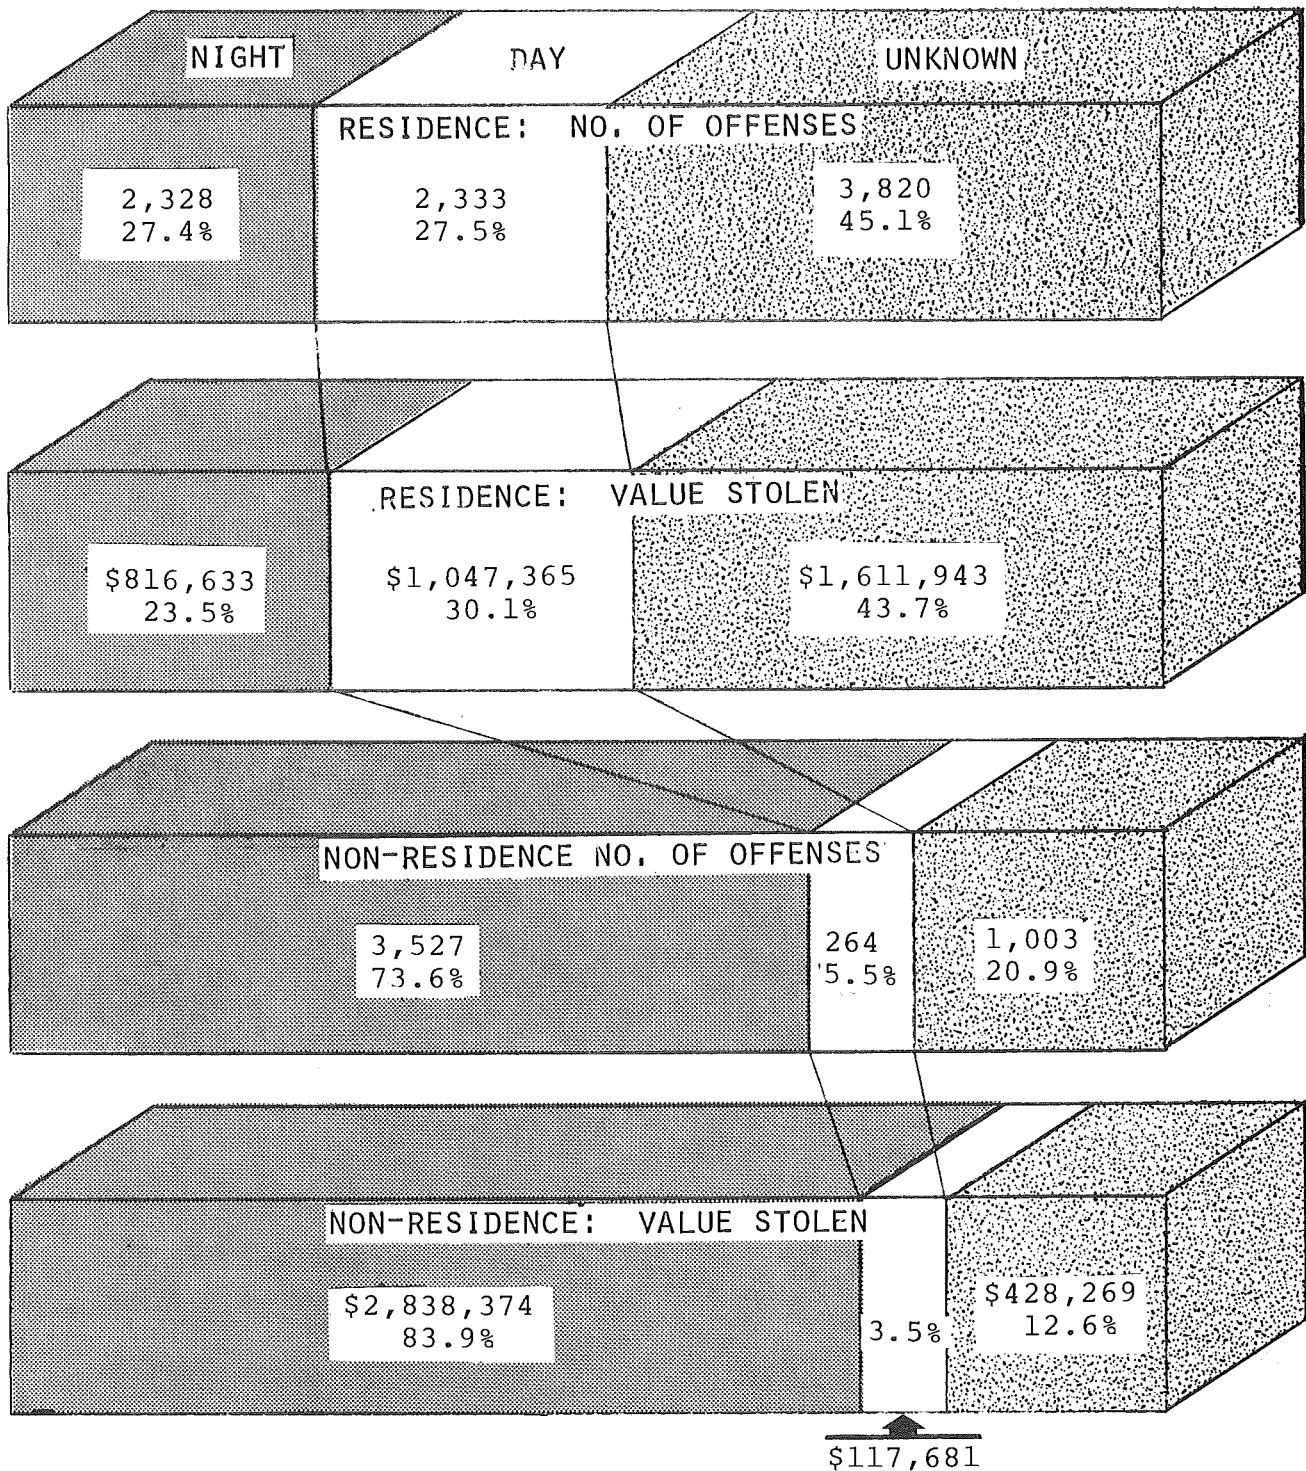 NIGHT DAY UNKNOWN
RESIDENCE: NO. OF OFFENSES
2,328 2,333 3,820
27.4% 27.5% 45.1%
RESIDENCE: VALUE STOLEN
$816,633 $1,047,365 $1,611,943
23.5% 30.1% 43.7%
NON-RESIDENCE NO. OF OFFENSES
3,527 264 1,003
73.6% 5.5% 20.9%
NON-RESIDENCE: VALUE STOLEN
$2,838,374 $428,269
83.9% 3.5% 12.6%
$117,681